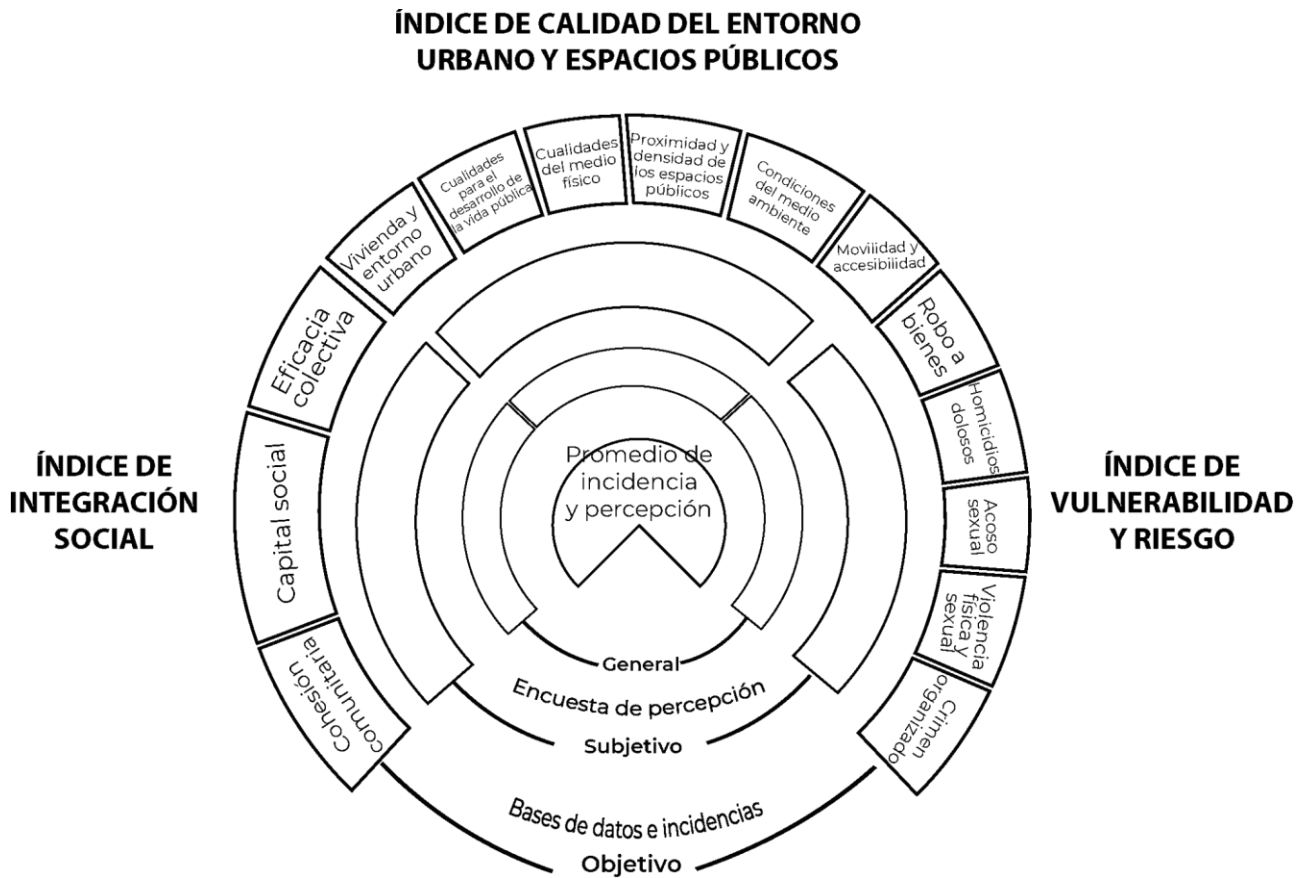 ÍNDICE DE CALIDAD DEL ENTORNO
URBANO Y ESPACIOS PÚBLICOS
ÍNDICE DE
INTEGRACIÓN
SOCIAL
Cohesión
comunitaria
Capital social
Eficacia
colectiva
Vivienda y
entorno
urbano
Cualidades
para el
desarrollo de
la vida pública
Cualidades
del medio
físico
Proximidad y
densidad de
los espacios
públicos
Condiciones
del medio
ambiente
Movilidad y
accesibilidad
Robo a
bienes
Homicidios
dolosos
Acoso
sexual
Violencia
física y
sexual
Crimen
organizado
ÍNDICE DE
VULNERABILIDAD
Y RIESGO
Promedio de
incidencia
y percepción
General
Encuesta de percepción
Subjetivo
Bases de datos e incidencias
Objetivo